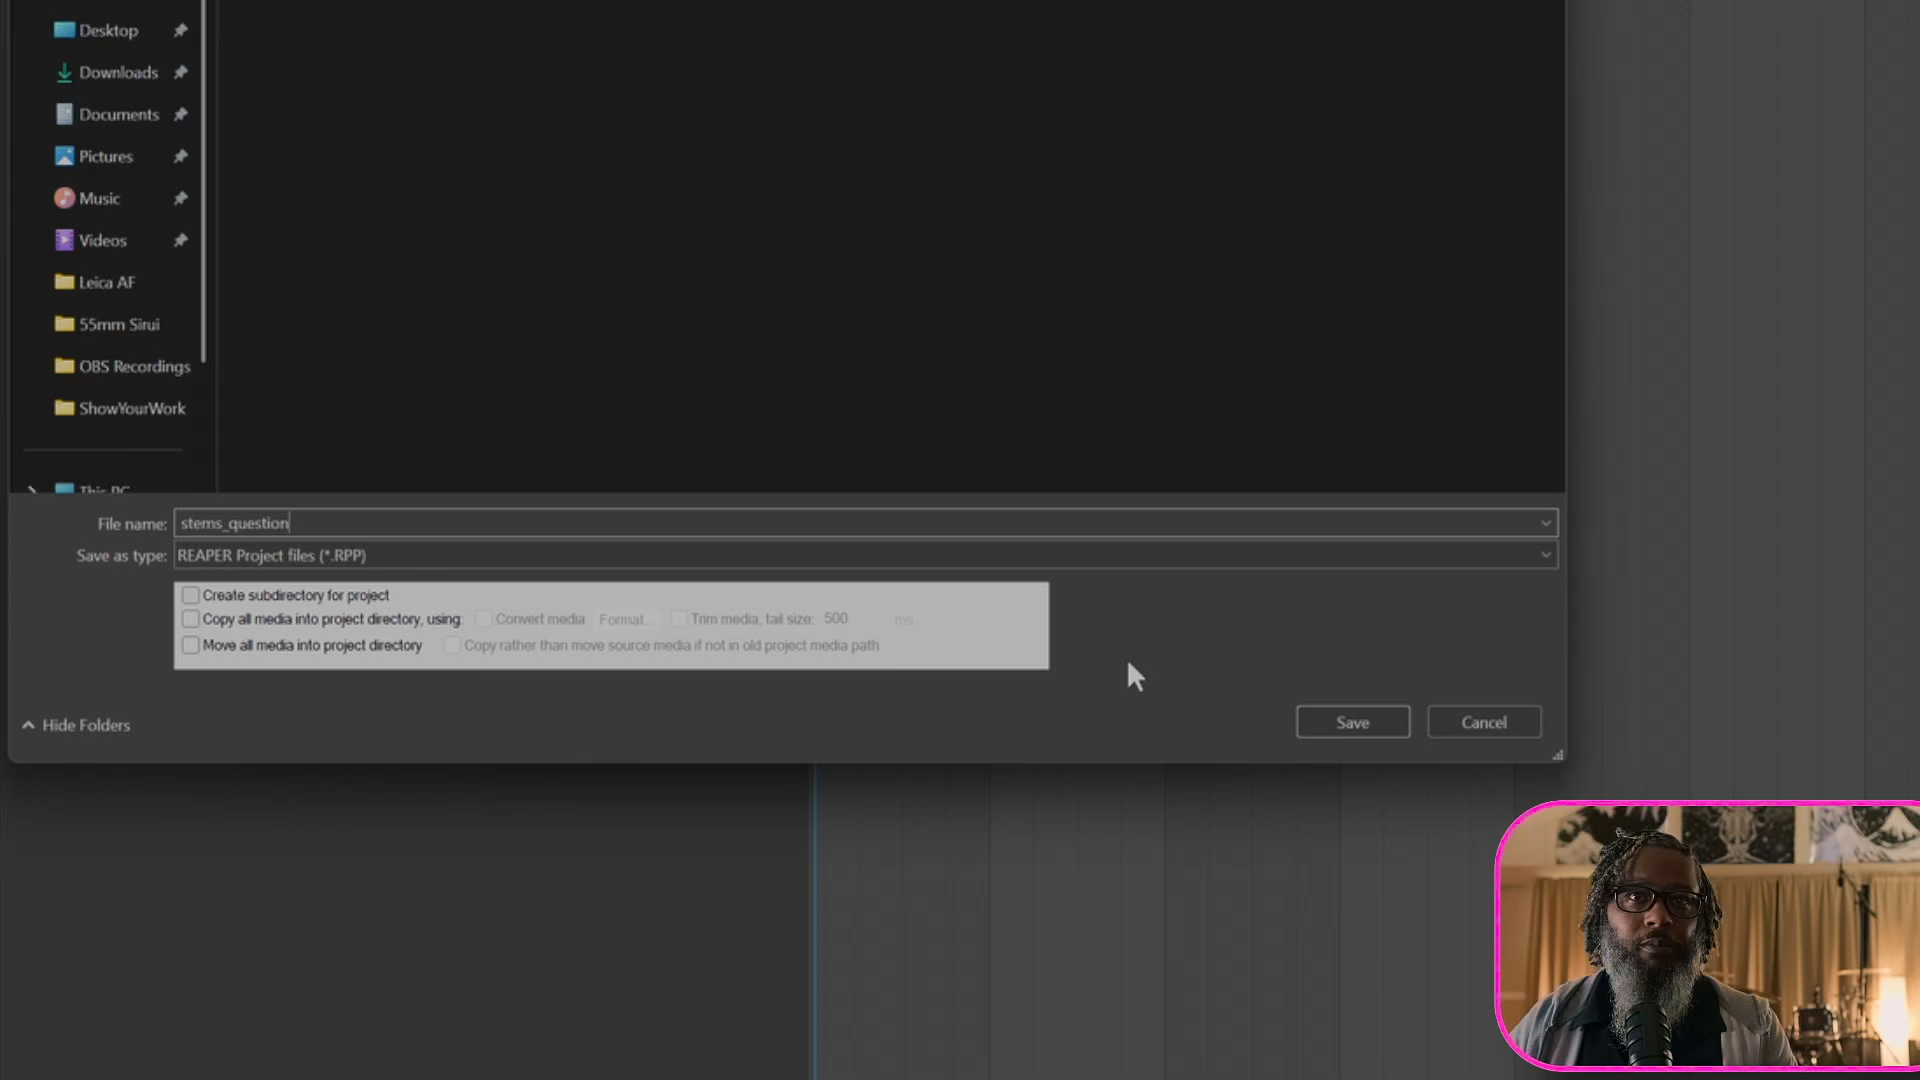 Desktop
Downloads
Documents
Pictures
Music
Videos
Leica AF
55mm Sirui
OBS Recordings
ShowYourWork
This PC
File name: stems_question
Save as type: REAPER Project files (*.RPP)
Create subdirectory for project
Copy all media into project directory, using: Convert media Format... Trim media, tail size: 500 ms
Move all media into project directory Copy rather than move source media if not in old project media path
Hide Folders
Save Cancel